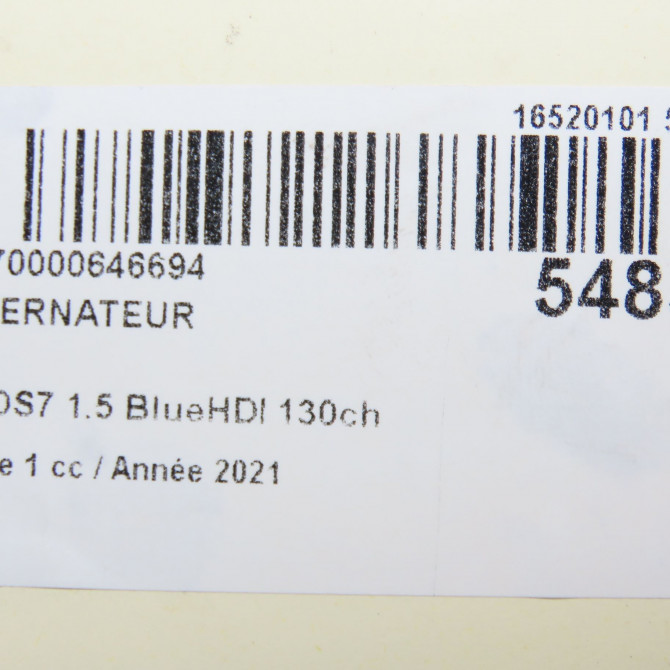 16520101
70000646694
548
ERNATEUR
DS7 1.5 BlueHDI 130ch
e 1 cc / Année 2021